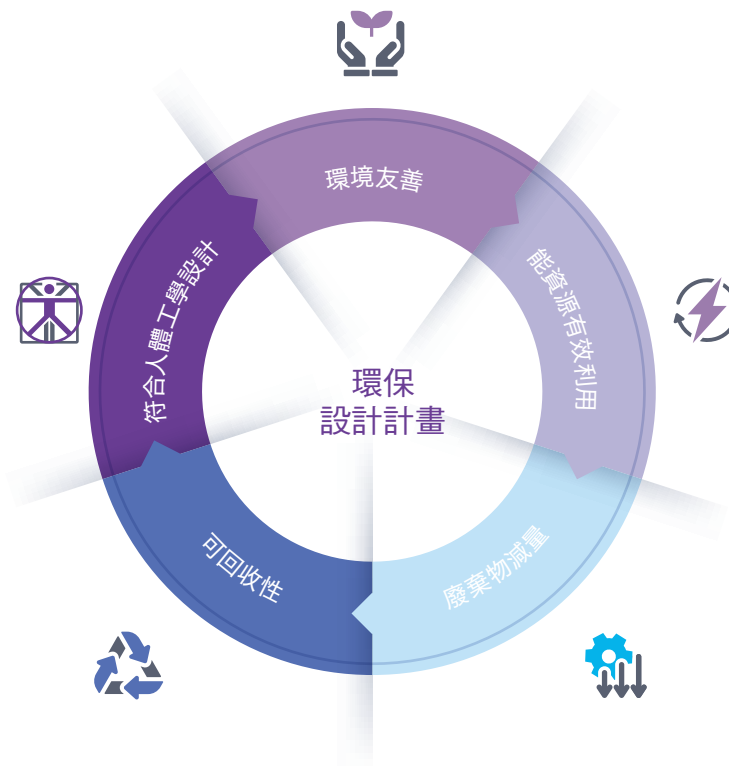 環境友善
能資源有效利用
廢棄物減量
可回收性
符合人體工學設計
環保
設計計畫